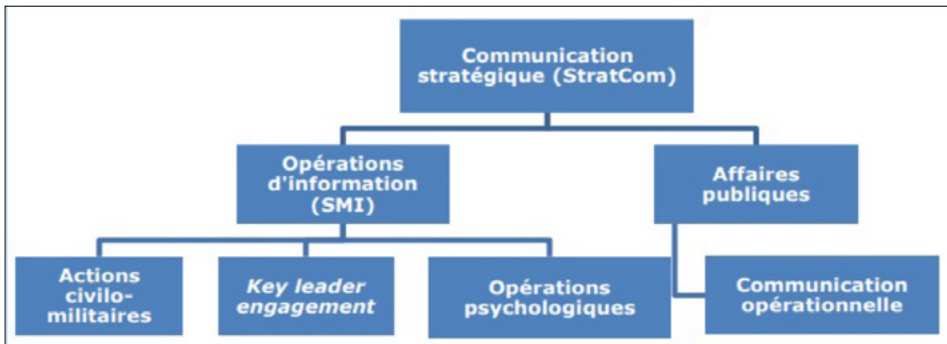 Communication
stratégique (StratCom)
Opérations
d'information
(SMI)
Affaires
publiques
Actions
civilo-
militaires
Key leader
engagement
Opérations
psychologiques
Communication
opérationnelle